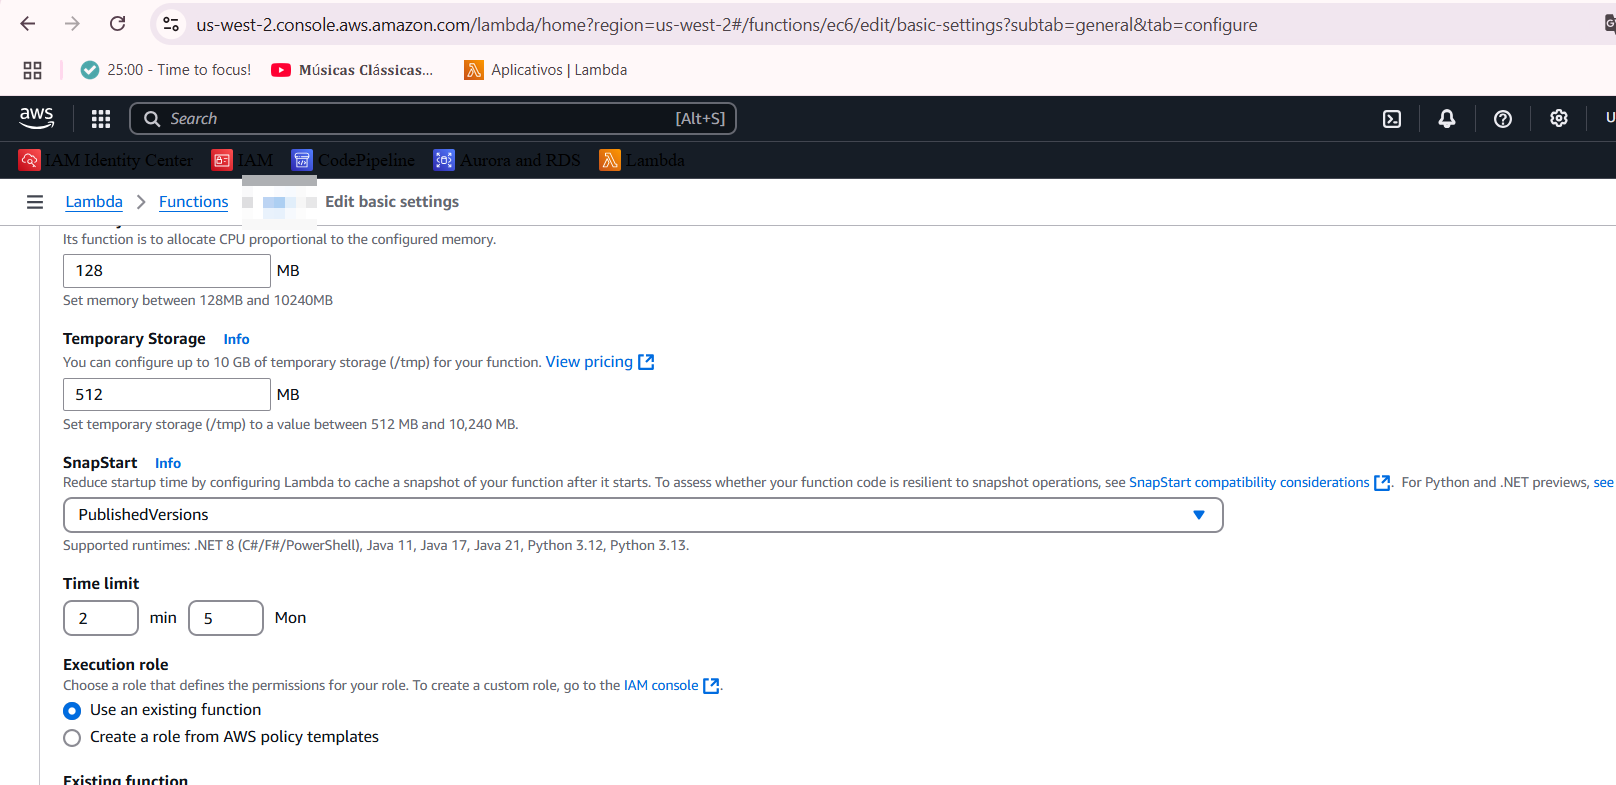 us-west-2.console.aws.amazon.com/lambda/home?region=us-west-2#/functions/ec6/edit/basic-settings?subtab=general&tab=configure
25:00 - Time to focus! Músicas Clássicas... Aplicativos | Lambda
aws Search [Alt+S]
IAM Identity Center IAM CodePipeline Aurora and RDS Lambda
Lambda > Functions Edit basic settings
Its function is to allocate CPU proportional to the configured memory.
128 MB
Set memory between 128MB and 10240MB
Temporary Storage Info
You can configure up to 10 GB of temporary storage (/tmp) for your function. View pricing
512 MB
Set temporary storage (/tmp) to a value between 512 MB and 10,240 MB.
SnapStart Info
Reduce startup time by configuring Lambda to cache a snapshot of your function after it starts. To assess whether your function code is resilient to snapshot operations, see SnapStart compatibility considerations. For Python and .NET previews, see
PublishedVersions
Supported runtimes: .NET 8 (C#/F#/PowerShell), Java 11, Java 17, Java 21, Python 3.12, Python 3.13.
Time limit
2 min 5 Mon
Execution role
Choose a role that defines the permissions for your role. To create a custom role, go to the IAM console.
Use an existing function
Create a role from AWS policy templates
Existing function